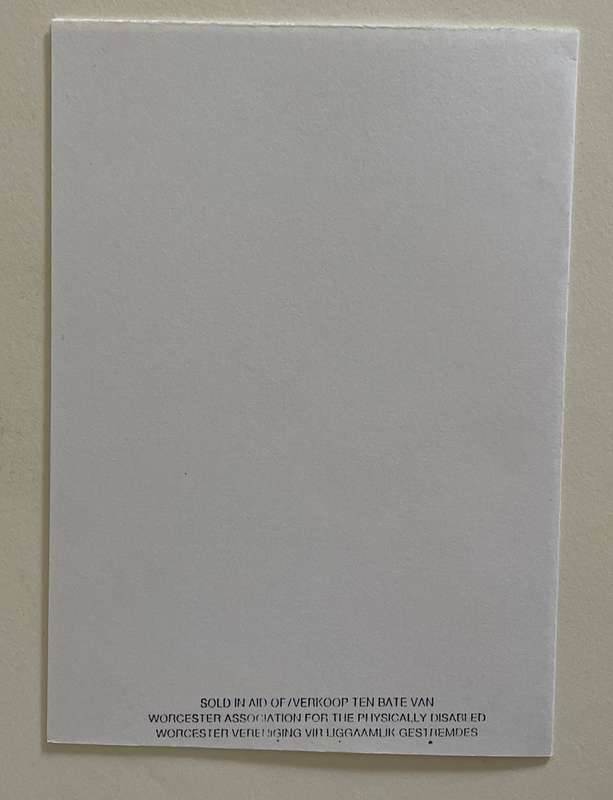 SOLD IN AID OF/VERKOOP TEN BATE VAN
WORCESTER ASSOCIATION FOR THE PHYSICALLY DISABLED
WORCESTER VERENIGING VIR LIGGAAMLIK GESTREMDES